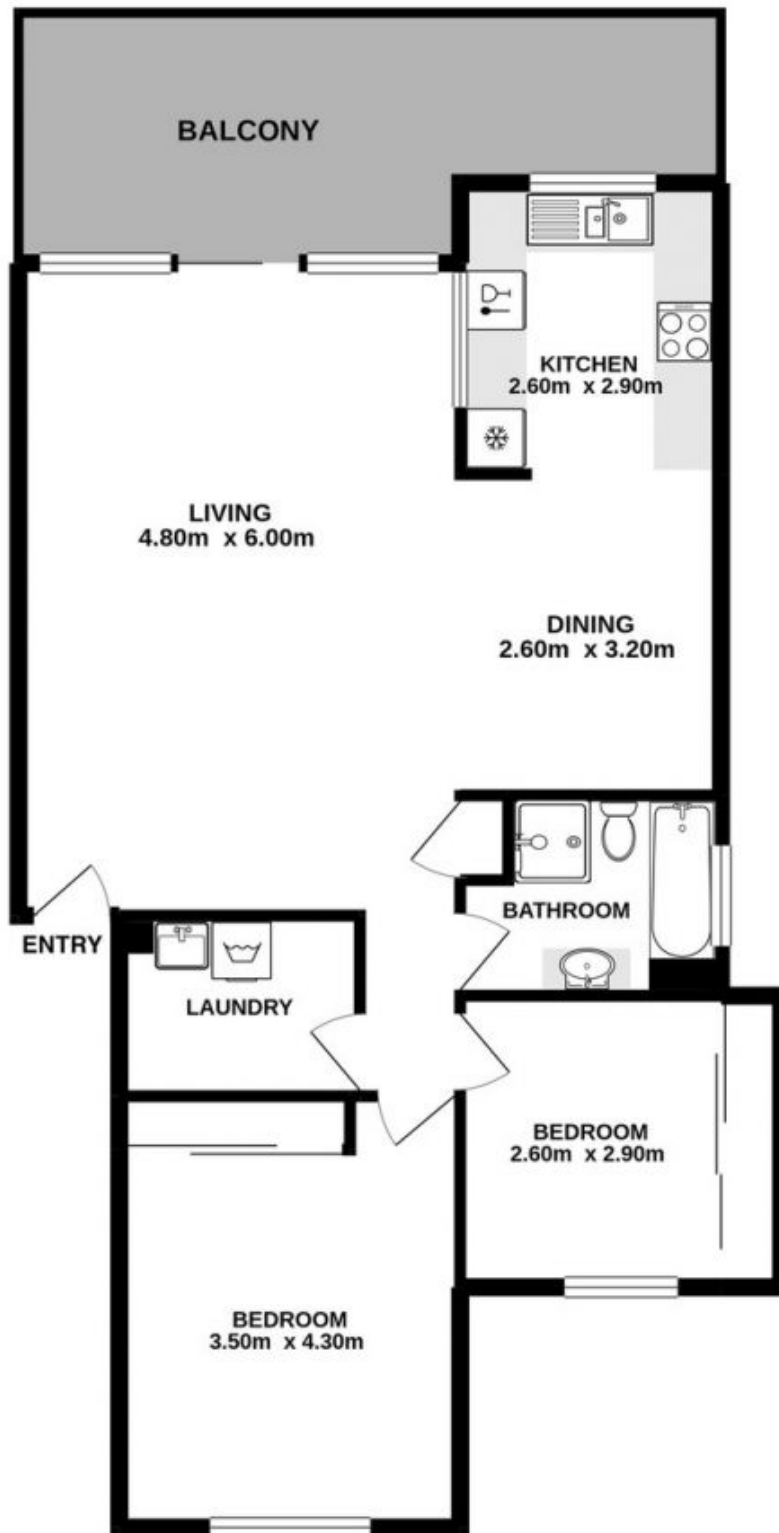 BALCONY
KITCHEN
2.60m x 2.90m
LIVING
4.80m x 6.00m
DINING
2.60m x 3.20m
BATHROOM
ENTRY
LAUNDRY
BEDROOM
2.60m x 2.90m
BEDROOM
3.50m x 4.30m